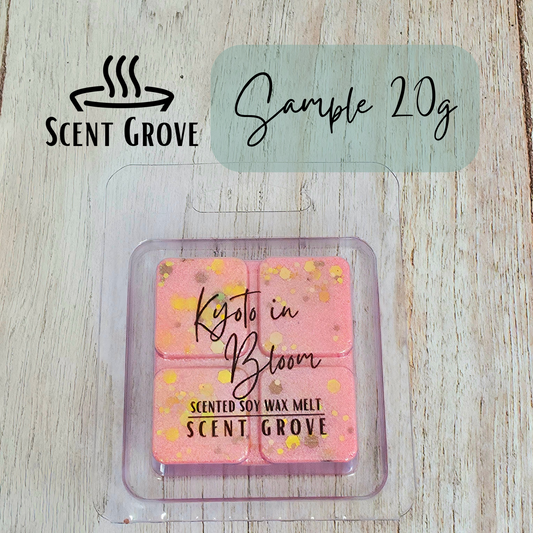 SCENT GROVE
Sample 20g
Kyoto in
Bloom
SCENTED SOY WAX MELT
SCENT GROVE